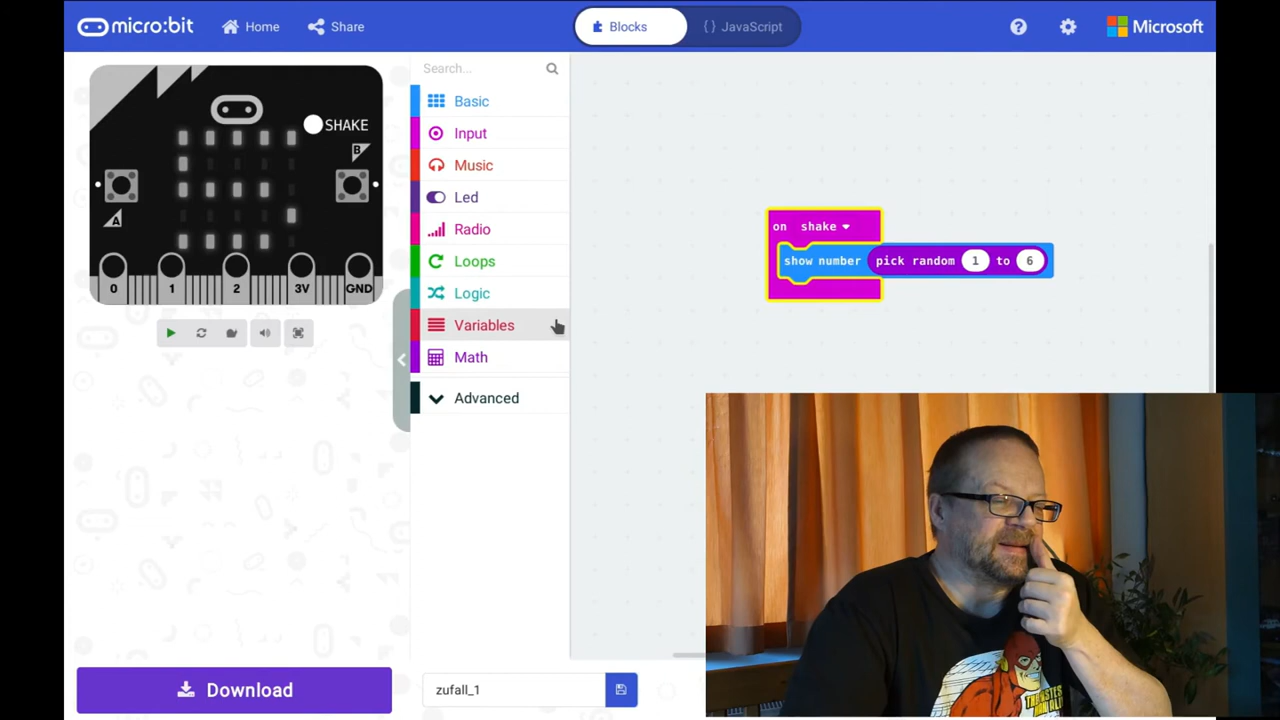 micro:bit
Home
Share
Blocks
{ } JavaScript
?
Microsoft
SHAKE
B
A
0 1 2 3V GND
Search...
Basic
Input
Music
Led
Radio
Loops
Logic
Variables
Math
Advanced
on shake
show number pick random 1 to 6
Download
zufall_1